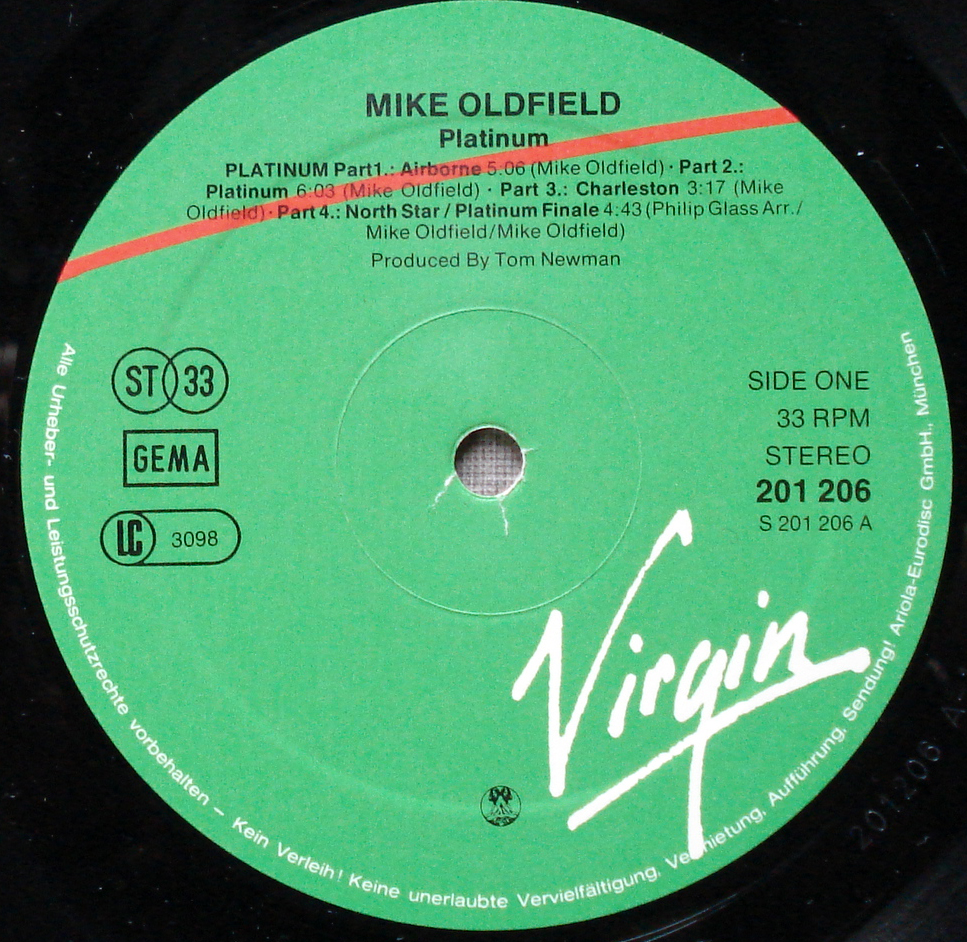 MIKE OLDFIELD
Platinum
PLATINUM Part1.: Airborne 5:06 (Mike Oldfield) · Part 2.:
Platinum 6:03 (Mike Oldfield) · Part 3.: Charleston 3:17 (Mike
Oldfield) · Part 4.: North Star / Platinum Finale 4:43 (Philip Glass Arr./
Mike Oldfield/Mike Oldfield)
Produced By Tom Newman
ST 33
GEMA
LC 3098
SIDE ONE
33 RPM
STEREO
201 206
S 201 206 A
Virgin
Alle Urheber- und Leistungsschutzrechte vorbehalten – Kein Verleih! Keine unerlaubte Vervielfältigung, Vermietung, Aufführung, Sendung! Ariola-Eurodisc GmbH., München
201206 A